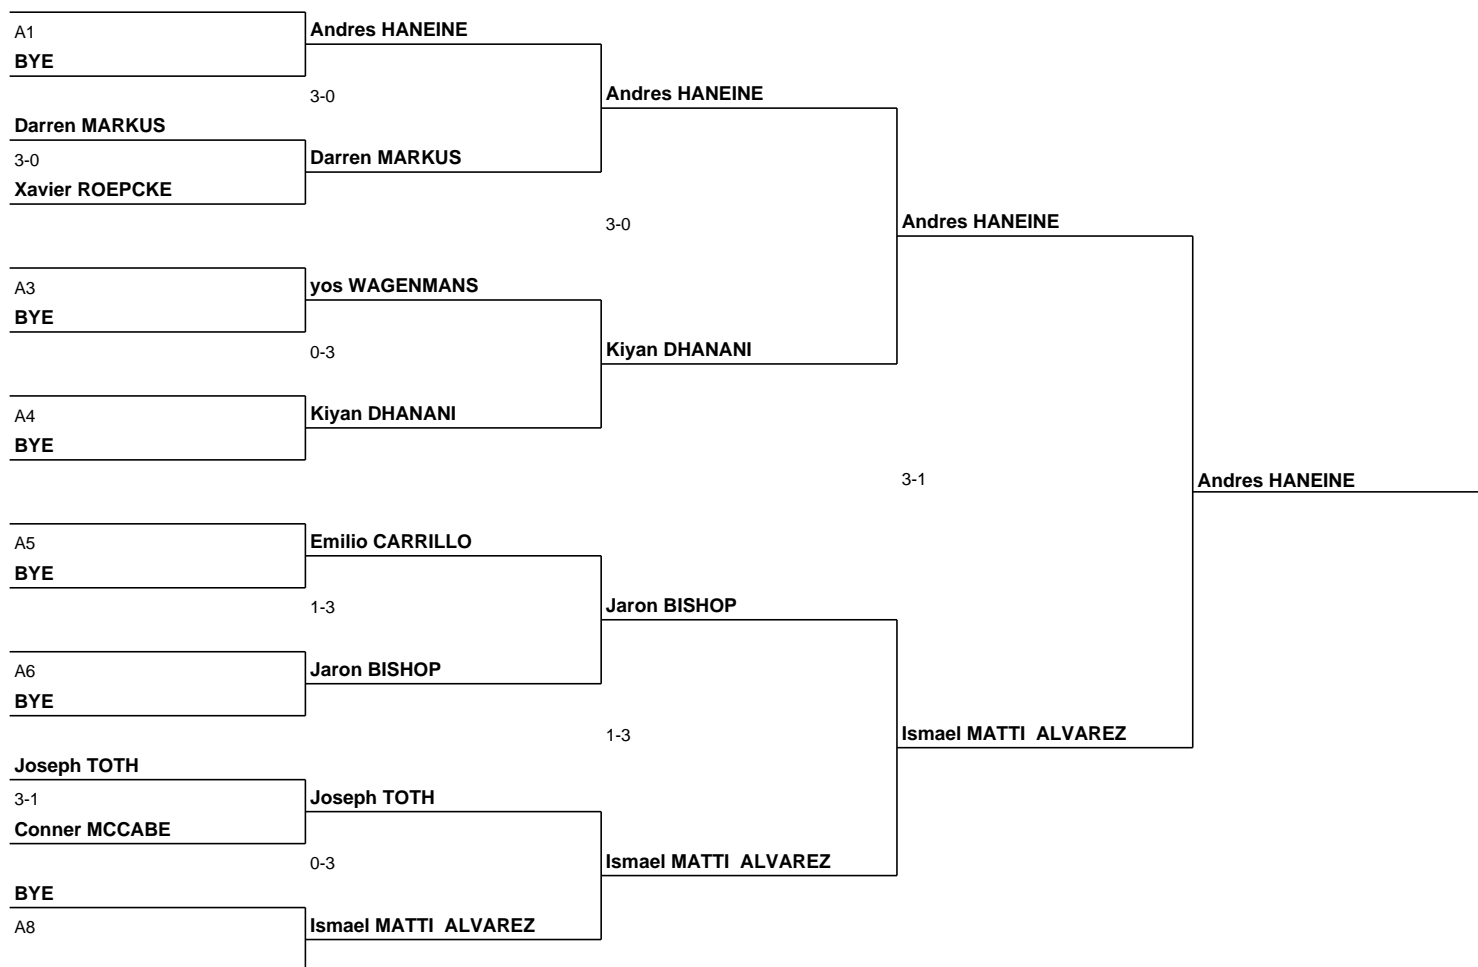 A1
BYE
Andres HANEINE
3-0
Darren MARKUS
3-0
Xavier ROEPCKE
Darren MARKUS
Andres HANEINE
3-0
A3
BYE
yos WAGENMANS
0-3
A4
BYE
Kiyan DHANANI
Kiyan DHANANI
Andres HANEINE
3-1
Andres HANEINE
A5
BYE
Emilio CARRILLO
1-3
A6
BYE
Jaron BISHOP
Jaron BISHOP
1-3
Joseph TOTH
3-1
Conner MCCABE
Joseph TOTH
0-3
BYE
A8
Ismael MATTI  ALVAREZ
Ismael MATTI  ALVAREZ
Ismael MATTI  ALVAREZ